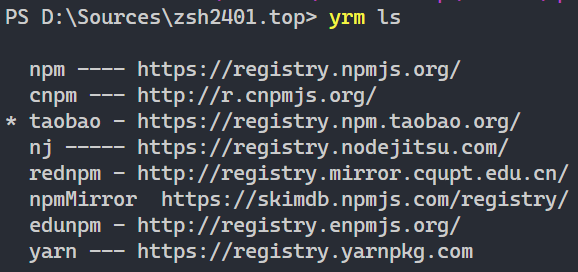 PS D:\Sources\zsh2401.top> yrm ls
npm ---- https://registry.npmjs.org/
cnpm --- http://r.cnpmjs.org/
* taobao - https://registry.npm.taobao.org/
nj ----- https://registry.nodejitsu.com/
rednpm - http://registry.mirror.cqupt.edu.cn/
npmMirror  https://skimdb.npmjs.com/registry/
edunpm - http://registry.enpmjs.org/
yarn --- https://registry.yarnpkg.com